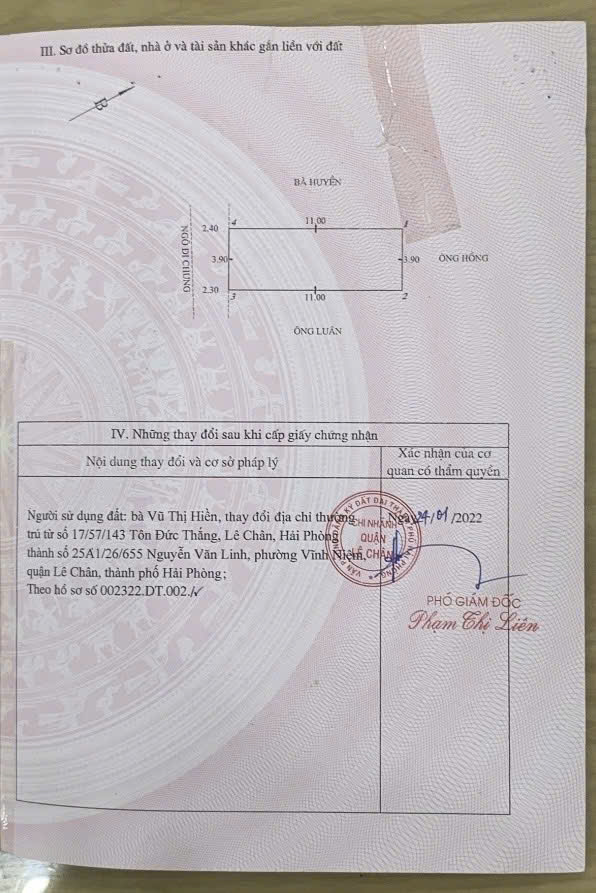 III. Sơ đồ thửa đất, nhà ở và tài sản khác gắn liền với đất
B
BÀ HUYỀN
4 11.00 1
2.40
NGÕ ĐI CHUNG
3.90 3.90 ÔNG HỒNG
2.30
3 11.00 2
ÔNG LUÂN
IV. Những thay đổi sau khi cấp giấy chứng nhận
Nội dung thay đổi và cơ sở pháp lý
Xác nhận của cơ
quan có thẩm quyền
Người sử dụng đất: bà Vũ Thị Hiền, thay đổi địa chỉ thường
trú từ số 17/57/143 Tôn Đức Thắng, Lê Chân, Hải Phòng
thành số 25A1/26/655 Nguyễn Văn Linh, phường Vĩnh Niệm,
quận Lê Chân, thành phố Hải Phòng;
Theo hồ sơ số 002322.DT.002./.
Ngày 24/01/2022
CHI NHÁNH
QUẬN
LÊ CHÂN
PHÓ GIÁM ĐỐC
Phạm Thị Liên